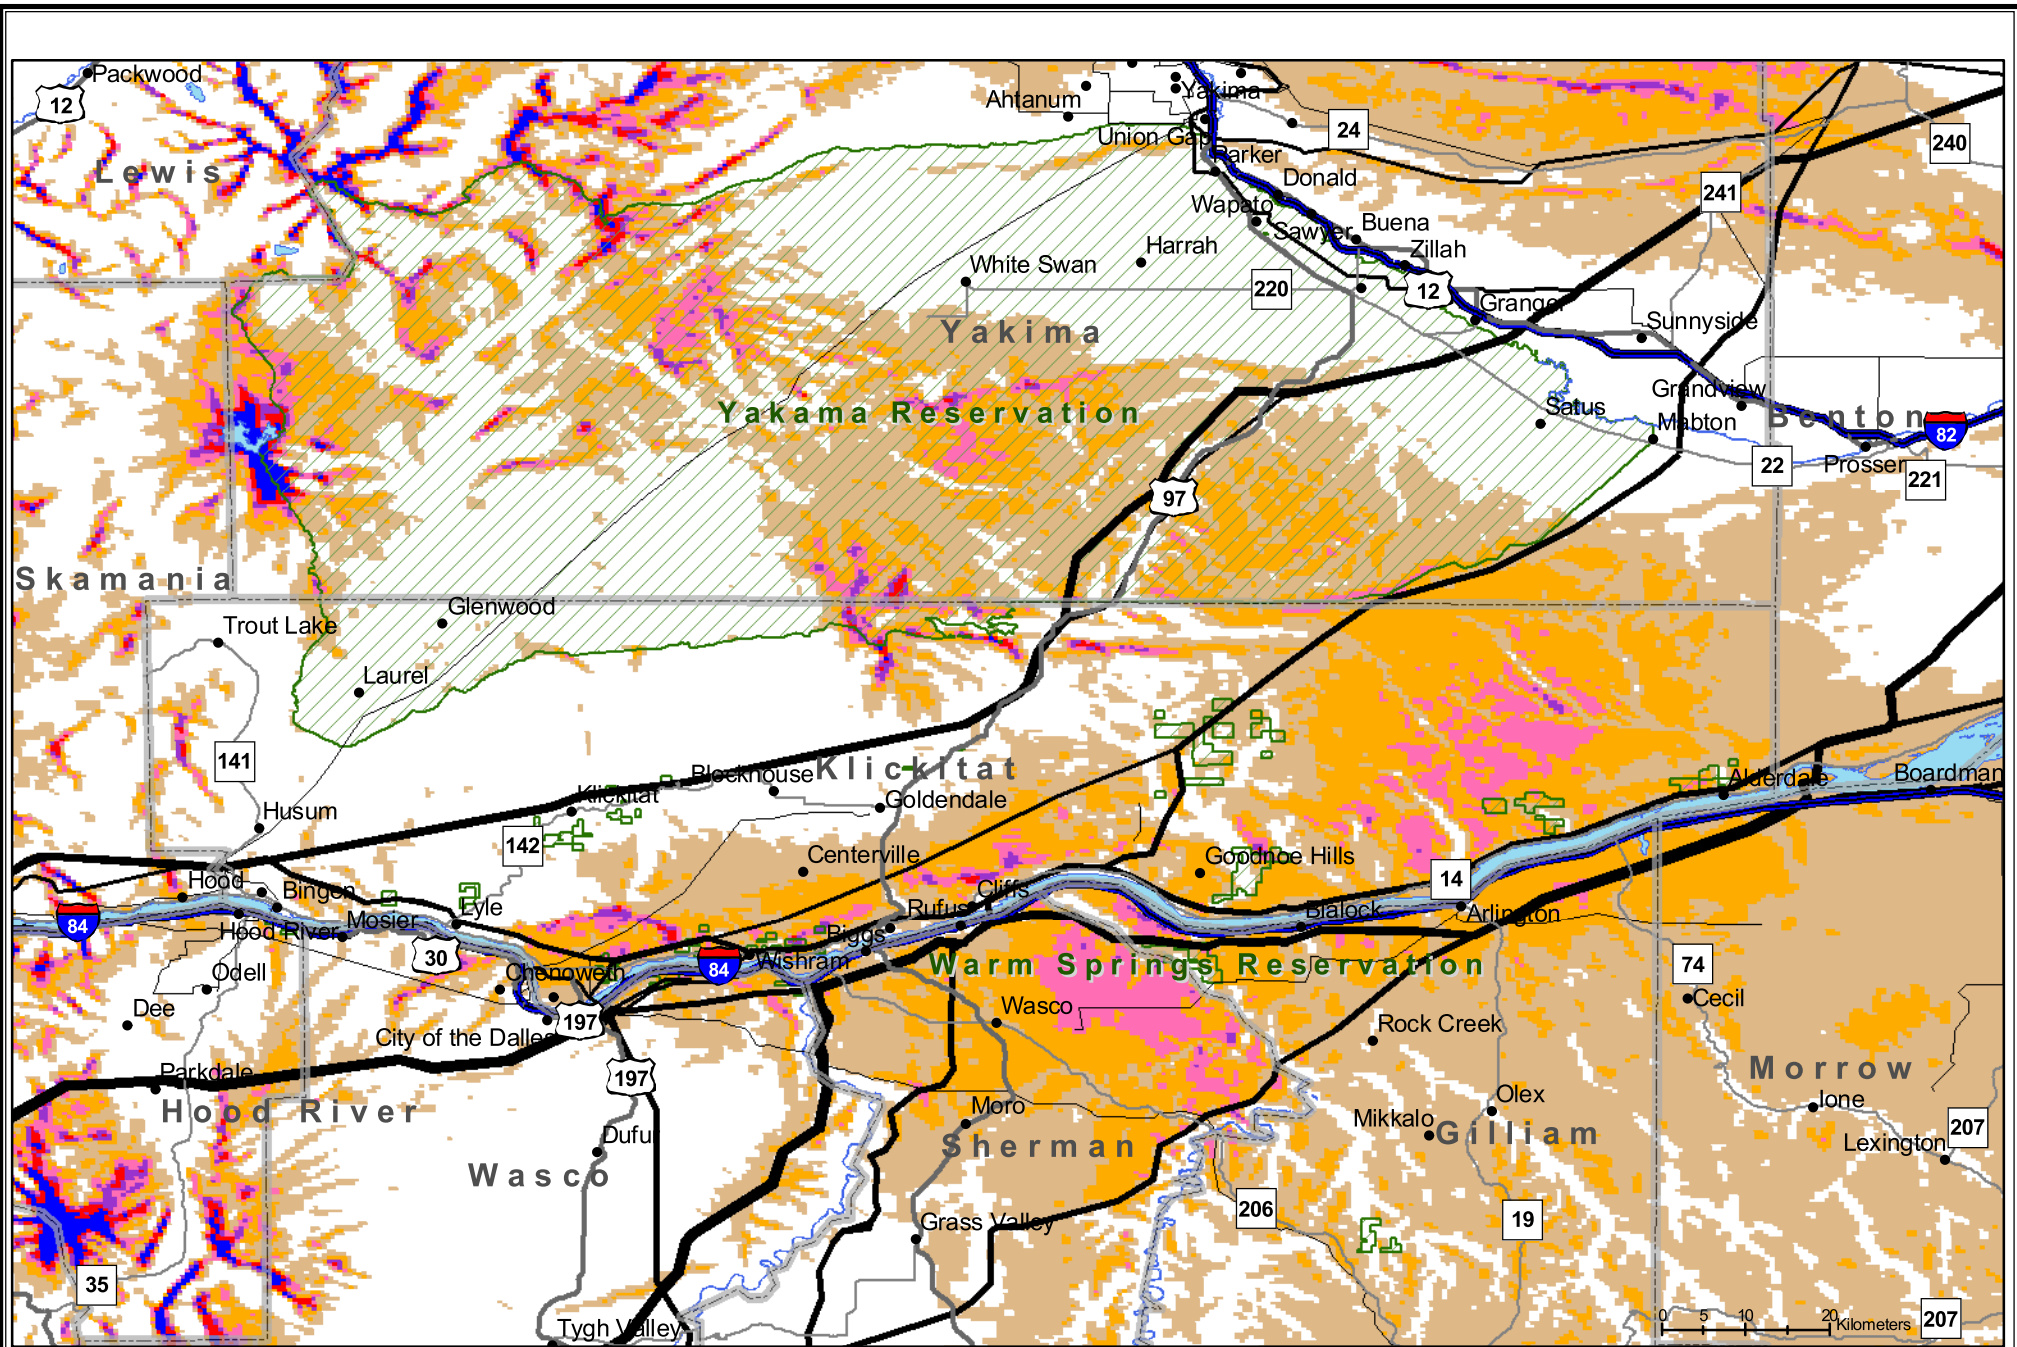 Packwood
12
Lewis
Ahtanum
Yakima
Union Gap
Parker
24
240
Donald
241
Wapato
Sawyer
Buena
Harrah
Zillah
White Swan
220
12
Granger
Yakima
Sunnyside
Grandview
Yakama Reservation
Satus
Mabton
Benton
82
22
Prosser
221
97
Skamania
Glenwood
Trout Lake
Laurel
141
Blockhouse
Klickitat
Klickitat
Goldendale
Alderdale
Boardman
Husum
142
Centerville
Goodnoe Hills
14
Hood
Bingen
Cliffs
Lyle
Rufus
Blalock
Arlington
84
Hood River
Mosier
Biggs
30
Wishram
84
Warm Springs Reservation
74
Odell
Chenoweth
Cecil
Dee
Wasco
197
City of the Dalles
Rock Creek
Parkdale
197
Morrow
Hood River
Moro
Olex
Ione
Mikkalo
Gilliam
207
Dufur
Sherman
Lexington
Wasco
206
19
Grass Valley
35
Tygh Valley
0 5 10 20
Kilometers
207